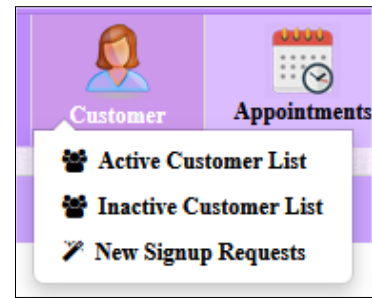 Customer
Appointments
Active Customer List
Inactive Customer List
New Signup Requests